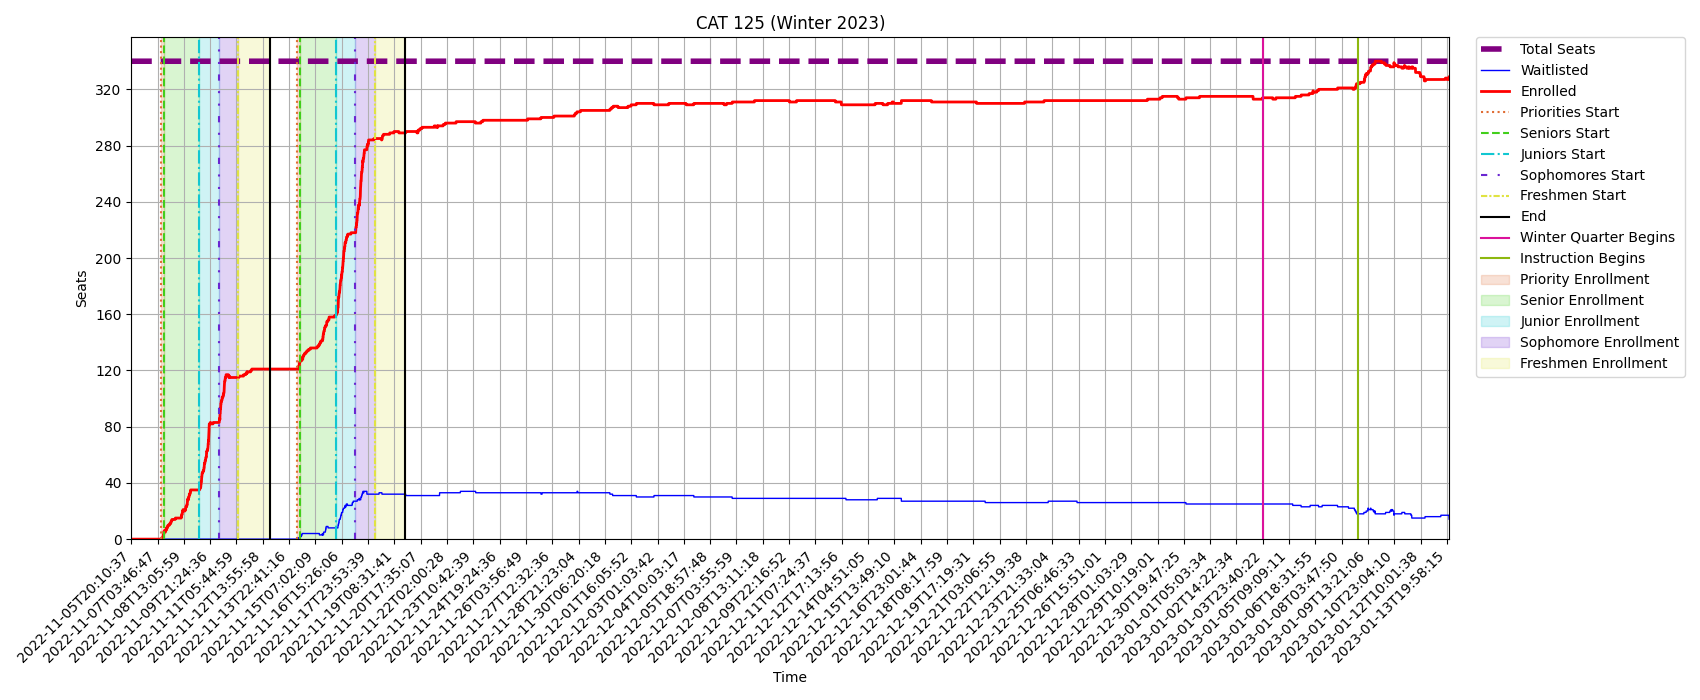 CAT 125 (Winter 2023)
Seats
320
280
240
200
160
120
80
40
0
2022-11-05T20:10:37
2022-11-07T03:46:47
2022-11-08T13:05:59
2022-11-09T21:24:36
2022-11-11T05:44:59
2022-11-12T13:55:58
2022-11-13T22:41:16
2022-11-15T07:02:09
2022-11-16T15:26:06
2022-11-17T23:53:39
2022-11-19T08:31:41
2022-11-20T17:35:07
2022-11-22T02:00:28
2022-11-23T10:42:39
2022-11-24T19:24:36
2022-11-26T03:56:49
2022-11-27T12:32:36
2022-11-28T21:23:04
2022-11-30T06:20:18
2022-12-01T16:05:52
2022-12-03T01:03:42
2022-12-04T10:03:17
2022-12-05T18:57:48
2022-12-07T03:55:59
2022-12-08T13:11:18
2022-12-09T22:16:52
2022-12-11T07:24:37
2022-12-12T17:13:56
2022-12-14T04:51:05
2022-12-15T13:49:10
2022-12-16T23:01:44
2022-12-18T08:17:59
2022-12-19T17:19:31
2022-12-21T03:06:55
2022-12-22T12:19:38
2022-12-23T21:33:04
2022-12-25T06:46:33
2022-12-26T15:51:01
2022-12-28T01:03:29
2022-12-29T10:19:01
2022-12-30T19:47:25
2023-01-01T05:03:34
2023-01-02T14:22:34
2023-01-03T23:40:22
2023-01-05T09:09:11
2023-01-06T18:31:55
2023-01-08T03:47:50
2023-01-09T13:21:06
2023-01-10T23:04:10
2023-01-12T10:01:38
2023-01-13T19:58:15
Time
Total Seats
Waitlisted
Enrolled
Priorities Start
Seniors Start
Juniors Start
Sophomores Start
Freshmen Start
End
Winter Quarter Begins
Instruction Begins
Priority Enrollment
Senior Enrollment
Junior Enrollment
Sophomore Enrollment
Freshmen Enrollment